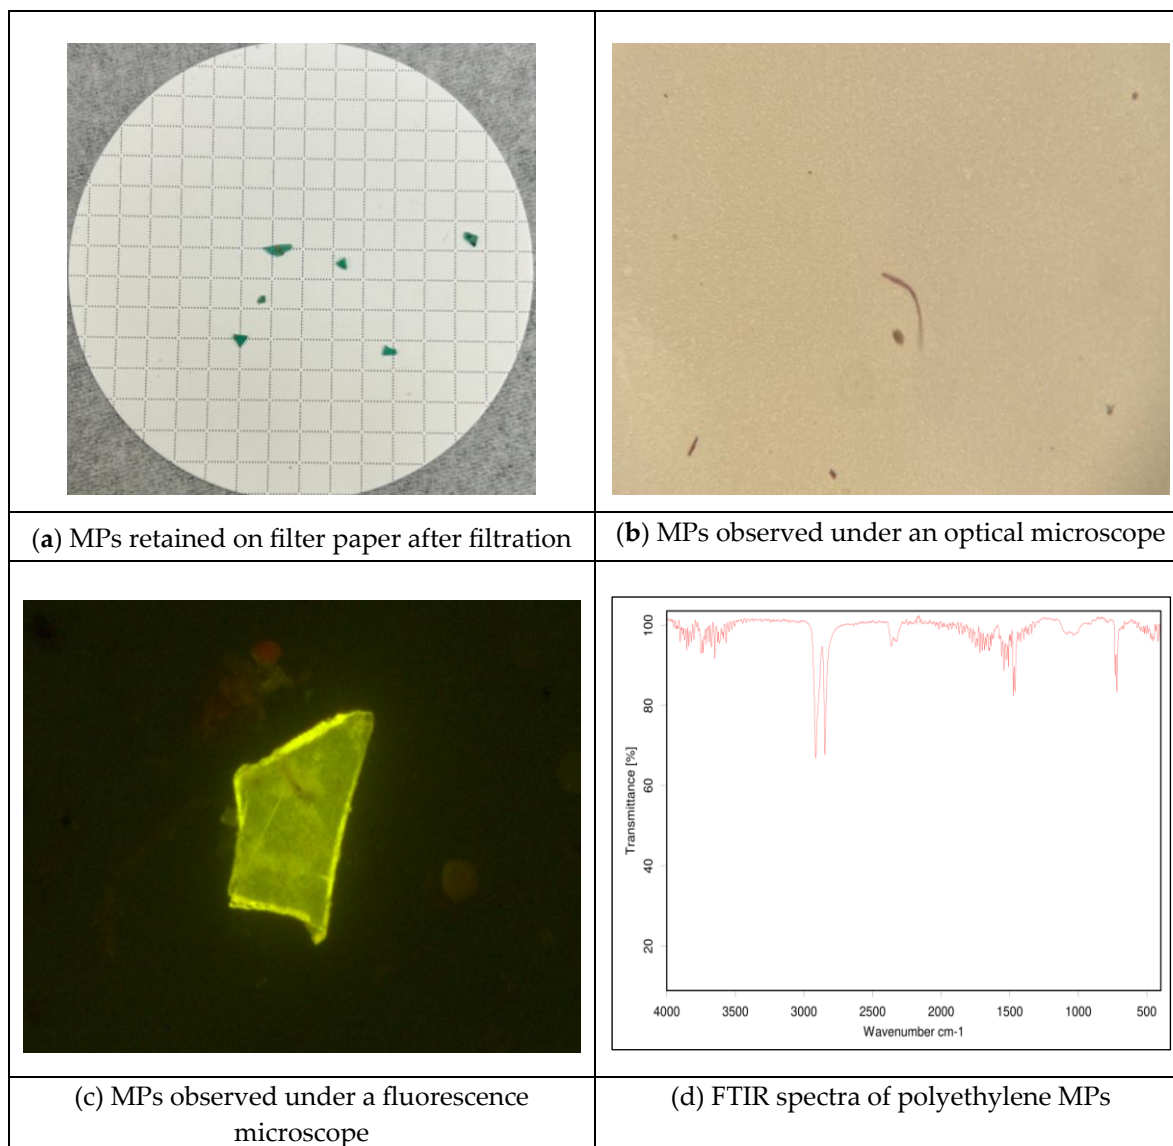 (a) MPs retained on filter paper after filtration
(b) MPs observed under an optical microscope
100
80
60
40
20
Transmittance [%]
4000 3500 3000 2500 2000 1500 1000 500
Wavenumber cm-1
(c) MPs observed under a fluorescence
microscope
(d) FTIR spectra of polyethylene MPs